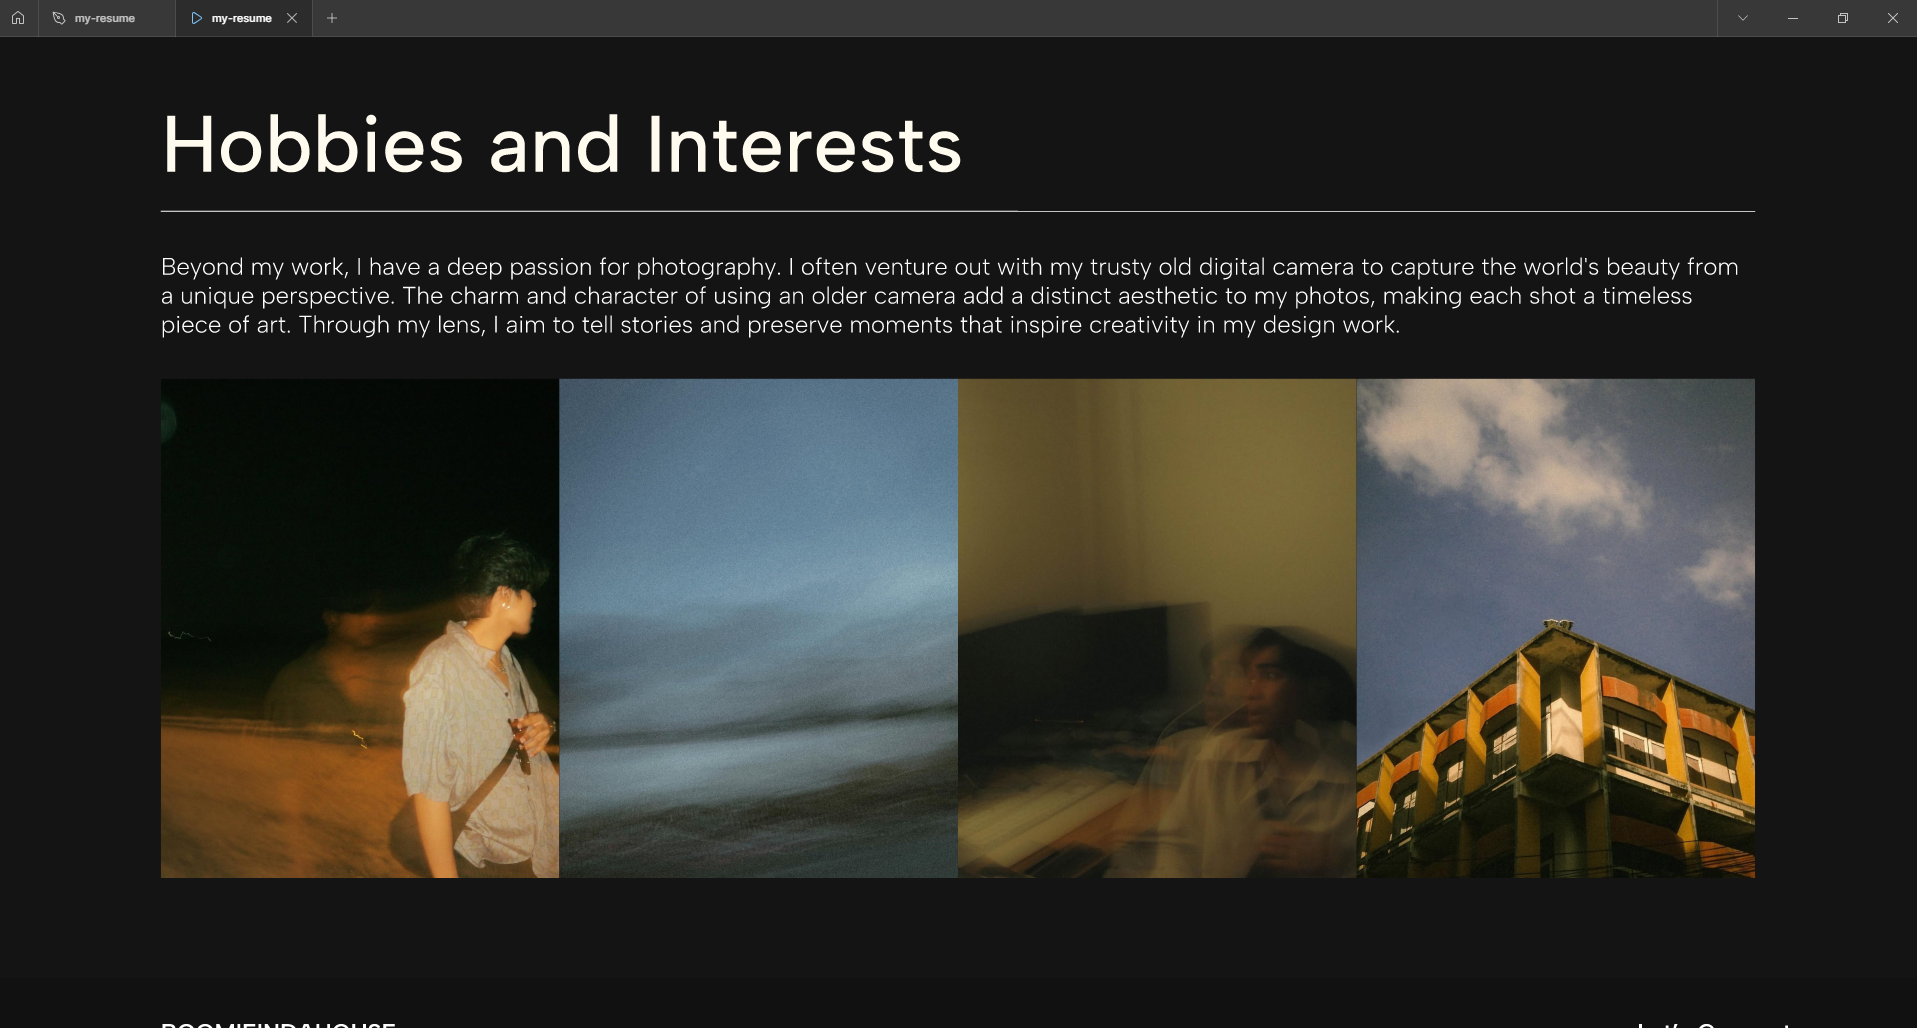 my-resume
my-resume
Hobbies and Interests
Beyond my work, I have a deep passion for photography. I often venture out with my trusty old digital camera to capture the world's beauty from
a unique perspective. The charm and character of using an older camera add a distinct aesthetic to my photos, making each shot a timeless
piece of art. Through my lens, I aim to tell stories and preserve moments that inspire creativity in my design work.